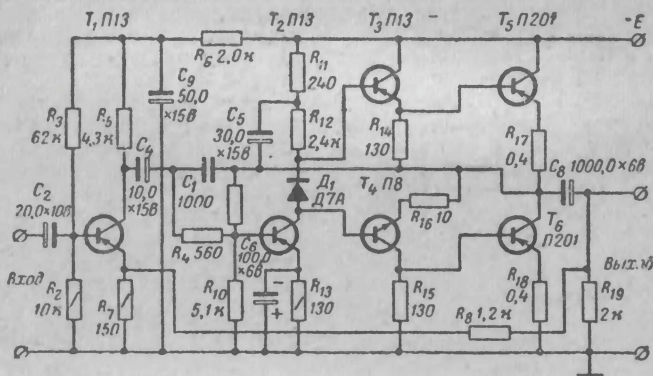 T₁ П13
T₂ П13
T₃ П13
T₅ П201
-E
R₆ 2,0к
R₁₁
240
C₉
50,0
×15В
R₃
62к
R₅
4,3к
C₅
30,0
×15В
R₁₂
2,4к
R₁₄
130
R₁₇
0,4
C₈
1000,0×6В
C₄
10,0
×15В
C₁
1000
C₂
20,0×10В
Д₁
Д7А
T₄ П8
R₁₆ 10
T₆
П201
R₄ 560
C₆
100,0
×6В
Вход
Выход
R₂
10к
R₇
150
R₁₀
5,1к
-
+
R₁₃
130
R₁₅
130
R₁₈
0,4
R₈ 1,2к
R₁₉
2к